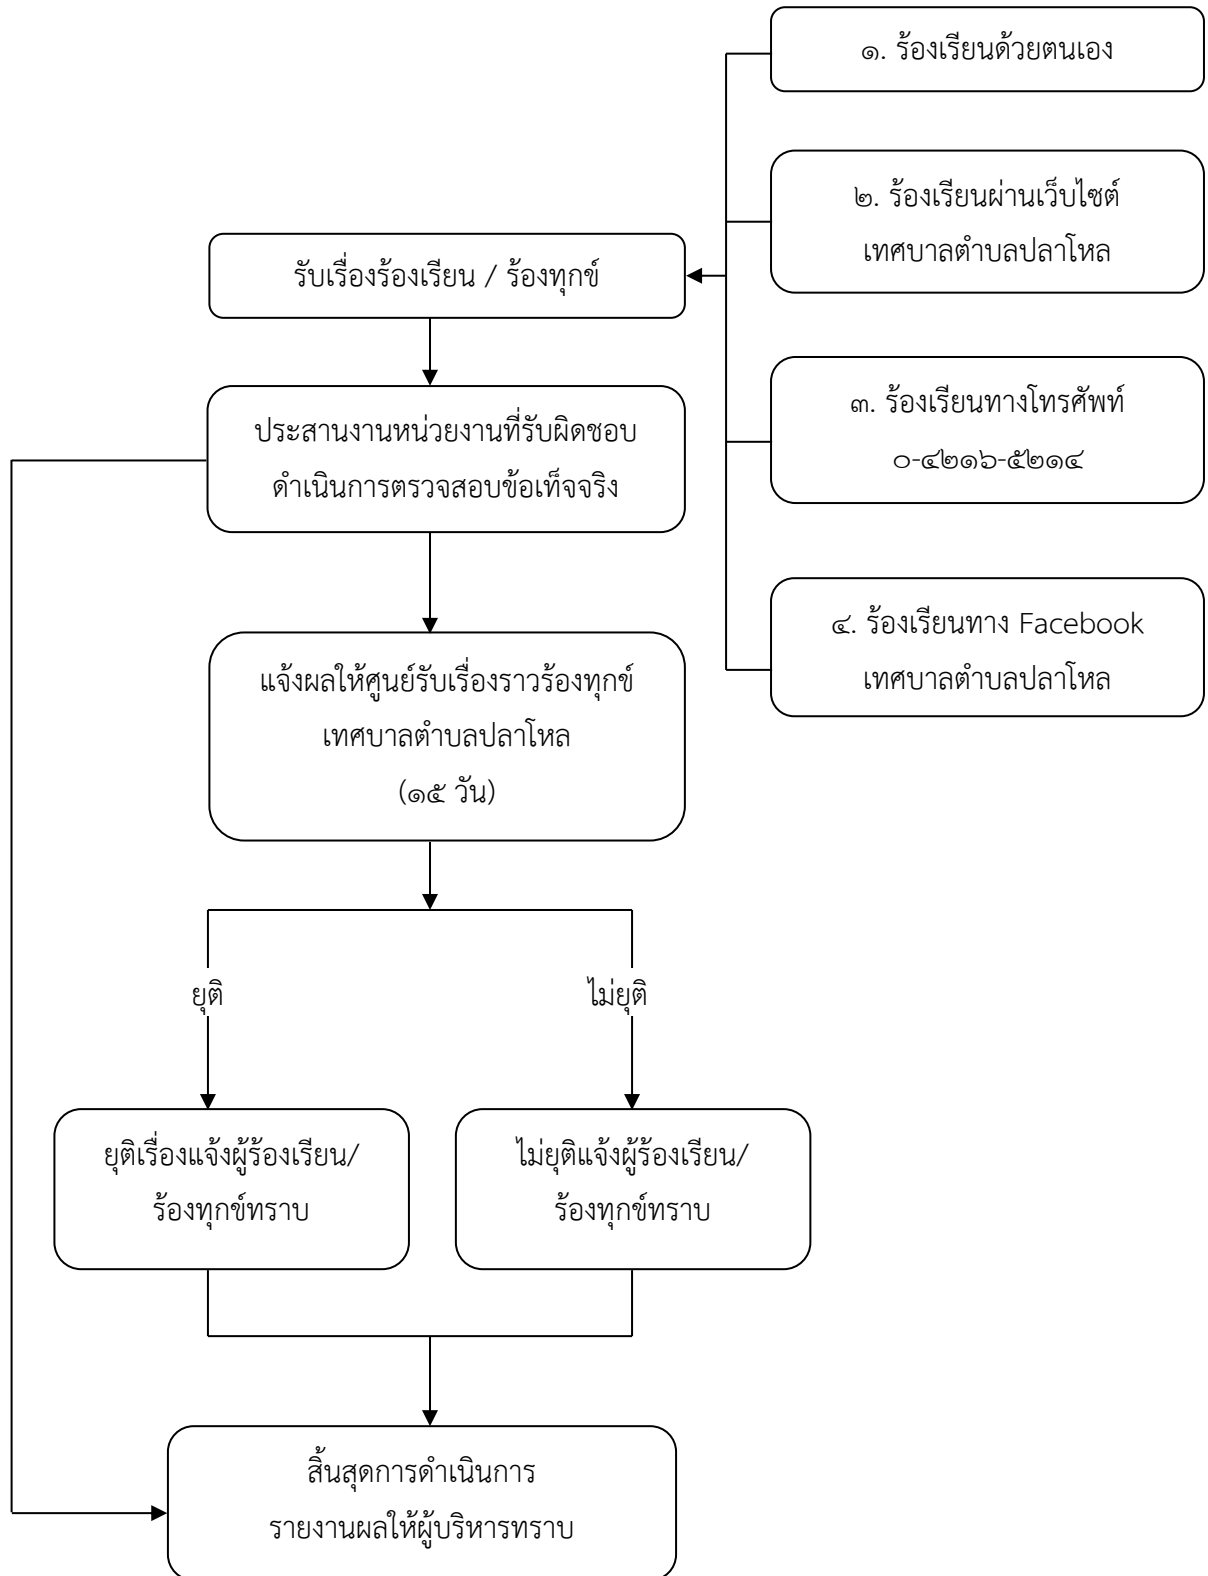 ๑. ร้องเรียนด้วยตนเอง
๒. ร้องเรียนผ่านเว็บไซต์
เทศบาลตำบลปลาโหล
รับเรื่องร้องเรียน / ร้องทุกข์
๓. ร้องเรียนทางโทรศัพท์
๐-๔๒๑๖-๕๒๑๔
ประสานงานหน่วยงานที่รับผิดชอบ
ดำเนินการตรวจสอบข้อเท็จจริง
๔. ร้องเรียนทาง Facebook
เทศบาลตำบลปลาโหล
แจ้งผลให้ศูนย์รับเรื่องราวร้องทุกข์
เทศบาลตำบลปลาโหล
(๑๕ วัน)
ยุติ
ไม่ยุติ
ยุติเรื่องแจ้งผู้ร้องเรียน/
ร้องทุกข์ทราบ
ไม่ยุติแจ้งผู้ร้องเรียน/
ร้องทุกข์ทราบ
สิ้นสุดการดำเนินการ
รายงานผลให้ผู้บริหารทราบ